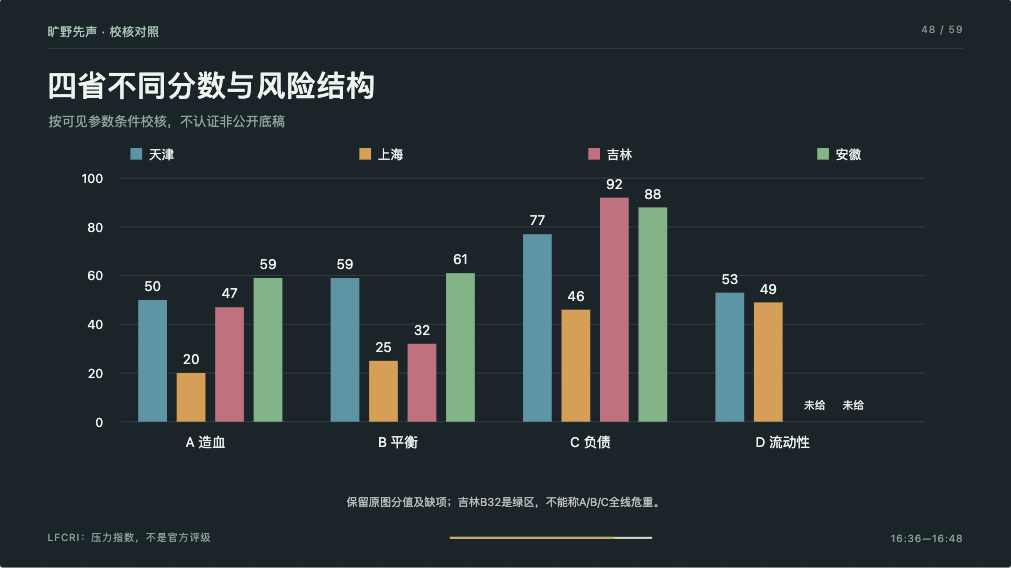 旷野先声 · 校核对照
48 / 59
四省不同分数与风险结构
按可见参数条件校核，不认证非公开底稿
天津 上海 吉林 安徽
100
80
60
40
20
0
50 20 47 59
59 25 32 61
77 46 92 88
53 49 未给 未给
A 造血 B 平衡 C 负债 D 流动性
保留原图分值及缺项；吉林B32是绿区，不能称A/B/C全线危重。
LFCRI：压力指数，不是官方评级
16:36—16:48